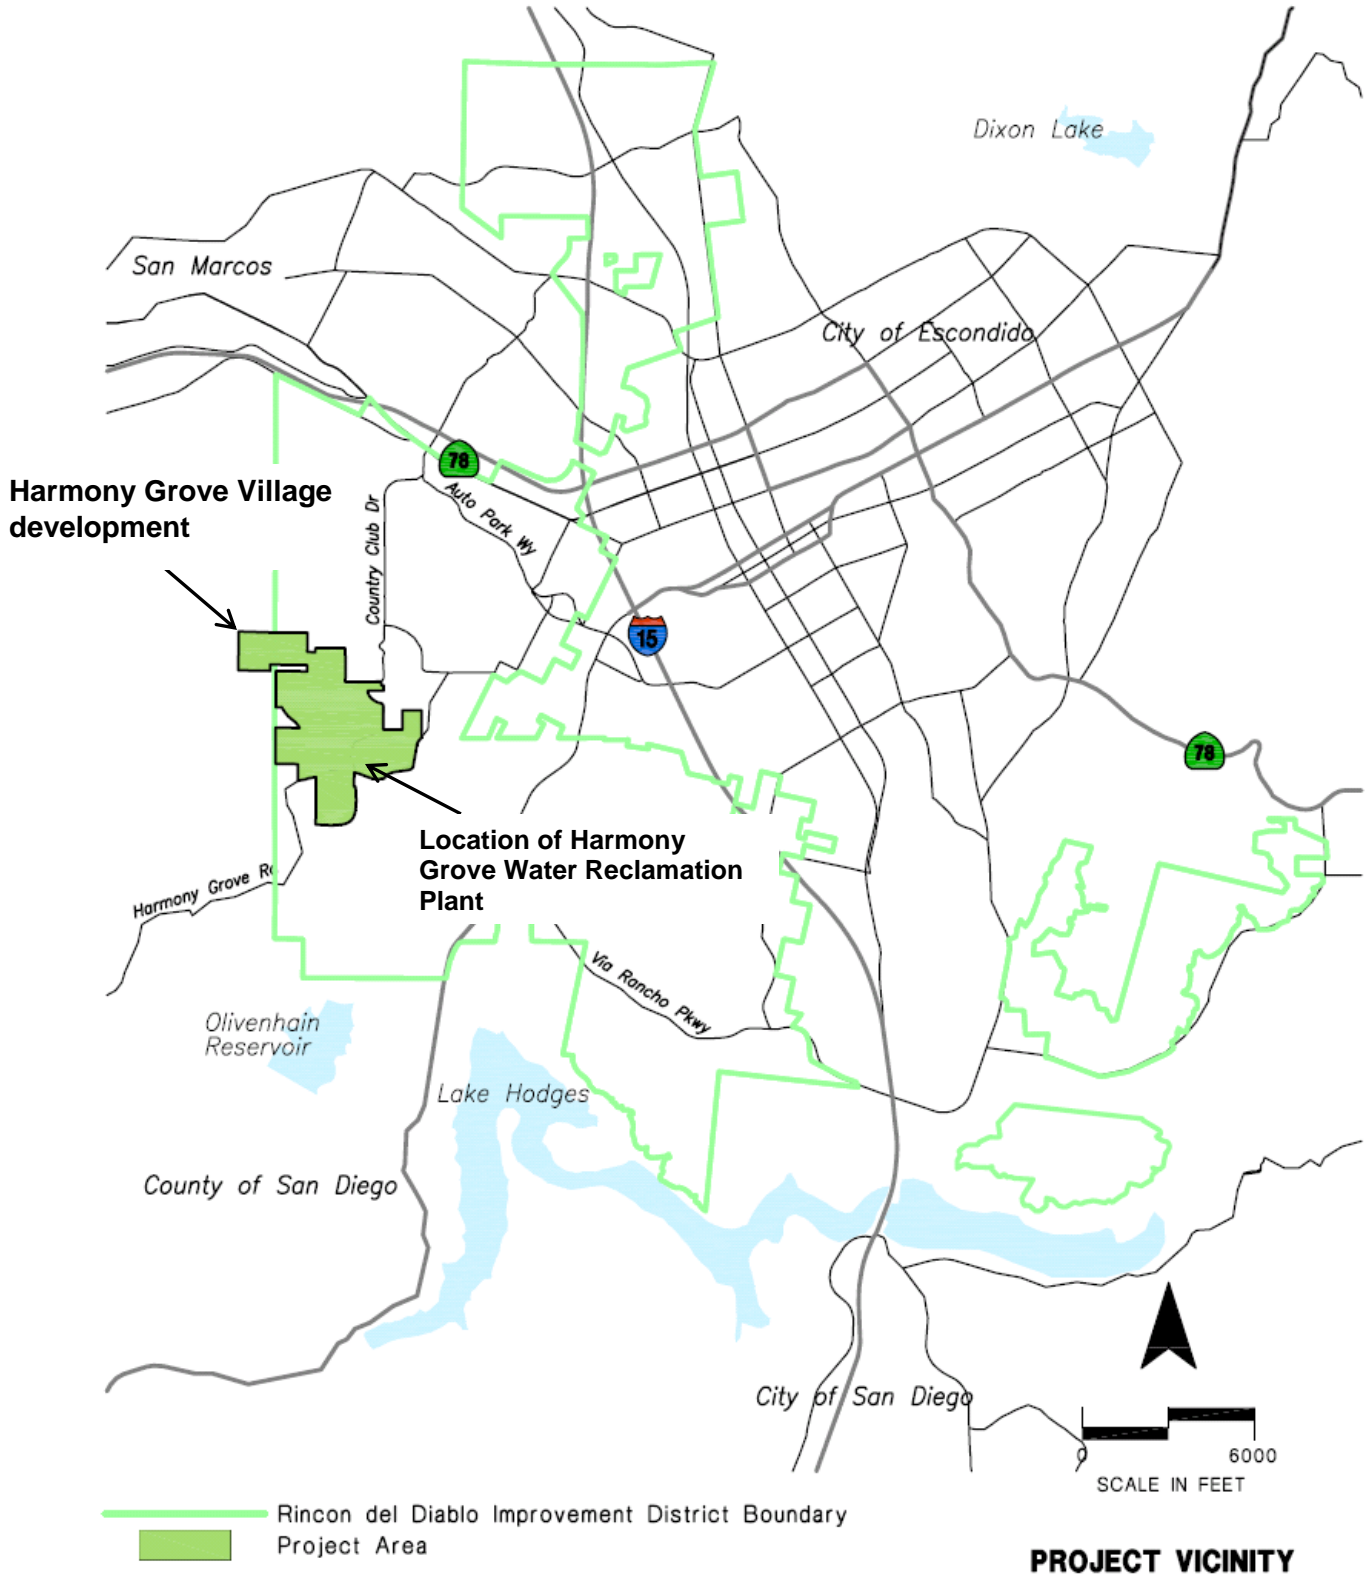 Dixon Lake
San Marcos
City of Escondido
78
Harmony Grove Village
development
Auto Park Wy
Country Club Dr
15
78
Location of Harmony
Grove Water Reclamation
Plant
Harmony Grove
Via Rancho Pkwy
Olivenhain
Reservoir
Lake Hodges
County of San Diego
City of San Diego
0 6000
SCALE IN FEET
Rincon del Diablo Improvement District Boundary
Project Area
PROJECT VICINITY